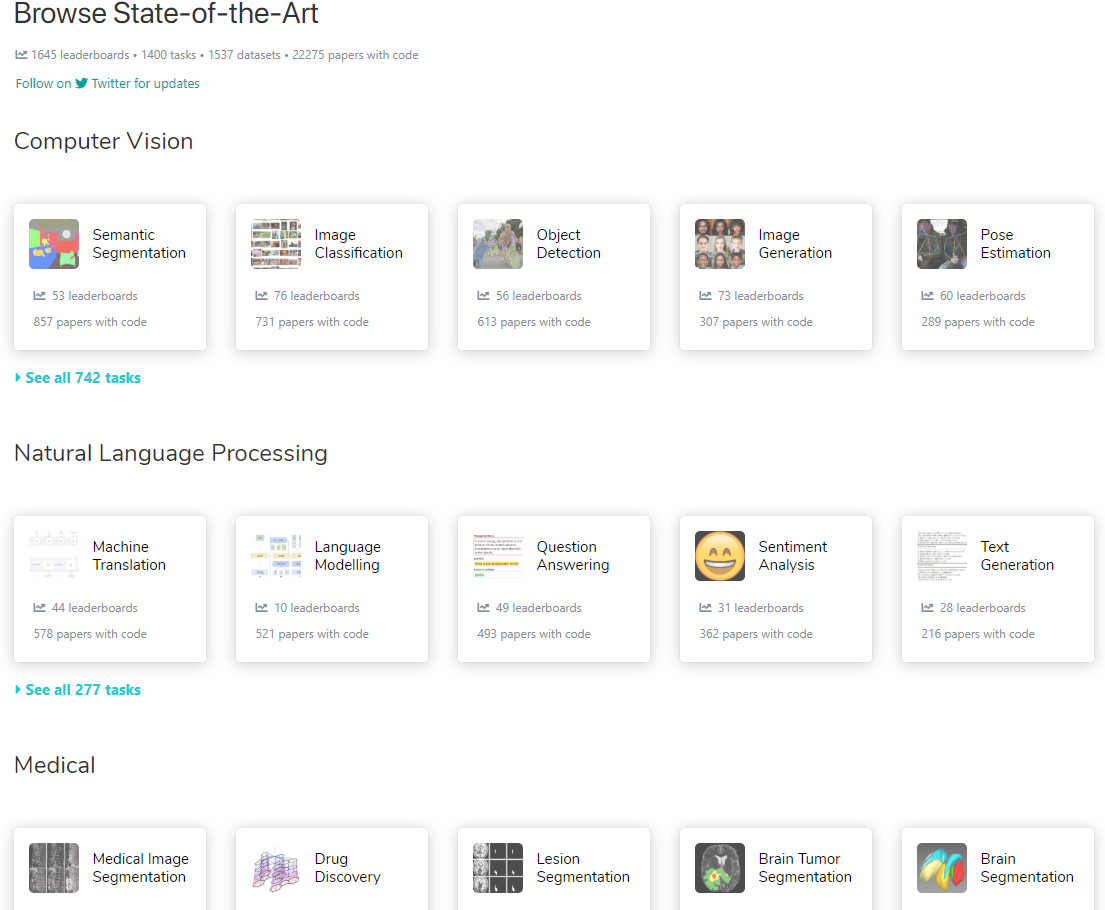 Browse State-of-the-Art
1645 leaderboards • 1400 tasks • 1537 datasets • 22275 papers with code
Follow on Twitter for updates
Computer Vision
Semantic
Segmentation
53 leaderboards
857 papers with code
Image
Classification
76 leaderboards
731 papers with code
Object
Detection
56 leaderboards
613 papers with code
Image
Generation
73 leaderboards
307 papers with code
Pose
Estimation
60 leaderboards
289 papers with code
See all 742 tasks
Natural Language Processing
Machine
Translation
44 leaderboards
578 papers with code
Language
Modelling
10 leaderboards
521 papers with code
Question
Answering
49 leaderboards
493 papers with code
Sentiment
Analysis
31 leaderboards
362 papers with code
Text
Generation
28 leaderboards
216 papers with code
See all 277 tasks
Medical
Medical Image
Segmentation
Drug
Discovery
Lesion
Segmentation
Brain Tumor
Segmentation
Brain
Segmentation